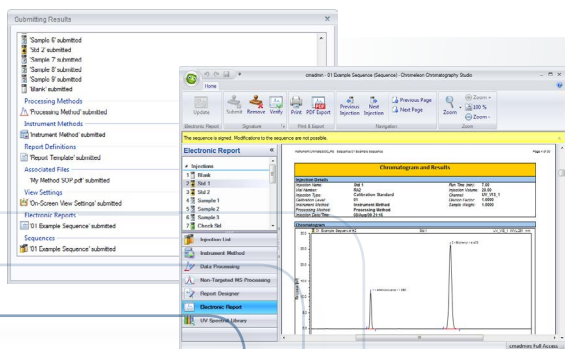 Submitting Results
'Sample 6' submitted
'Std 2' submitted
'Sample 7' submitted
'Sample 8' submitted
'Sample 9' submitted
'Blank' submitted
Processing Methods
'Processing Method' submitted
Instrument Methods
'Instrument Method' submitted
Report Definitions
'Report Template' submitted
Associated Files
'My Method SOP.pdf' submitted
View Settings
'On-Screen View Settings' submitted
Electronic Reports
'01 Example Sequence' submitted
Sequences
'01 Example Sequence' submitted
cmadmin - 01 Example Sequence (Sequence) - Chromeleon Chromatography Studio
Home
Update
Submit
Remove
Verify
Print
PDF Export
Previous Injection
Next Injection
Previous Page
Next Page
Zoom
Zoom +
100 %
Zoom -
Electronic Report
Signature
Print & Export
Navigation
Zoom
The sequence is signed. Modifications to the sequence are not possible.
Electronic Report
Injections
1 Blank
2 Std 1
3 Std 2
4 Sample 1
5 Sample 2
6 Sample 3
7 Check Std
Injection List
Instrument Method
Data Processing
Non-Targeted MS Processing
Report Designer
Electronic Report
UV Spectral Library
Chromatogram and Results
Injection Details
Injection Name: Std 1 Run Time (min): 7.00
Vial Number: RA2 Injection Volume: 20.00
Injection Type: Calibration Standard Channel: UV_VIS_1
Calibration Level: 01
Instrument Method: Instrument Method Dilution Factor: 1.0000
Processing Method: Processing Method Sample Weight: 1.0000
Chromatogram
Std 1
cmadmin: Full Access